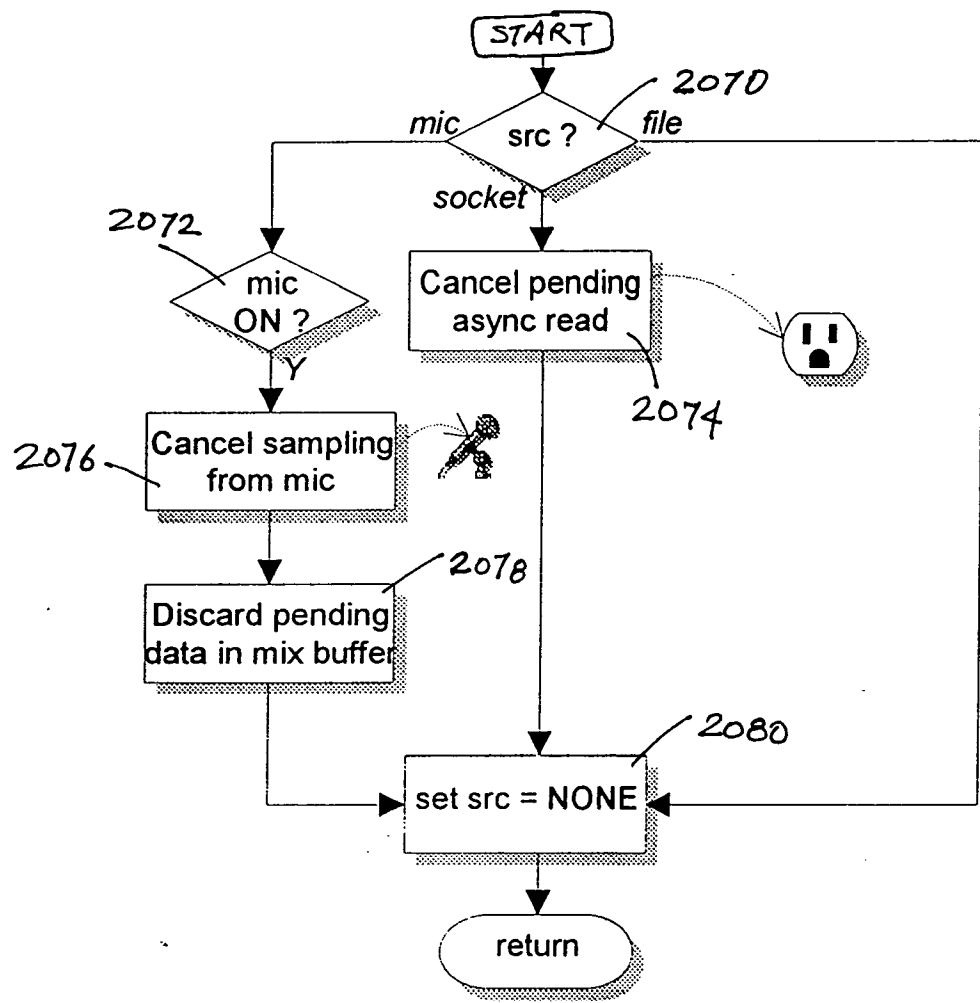 START
2070
mic
src ?
file
socket
2072
mic
ON ?
Y
Cancel pending
async read
2074
Cancel sampling
from mic
2076
2078
Discard pending
data in mix buffer
2080
set src = NONE
return